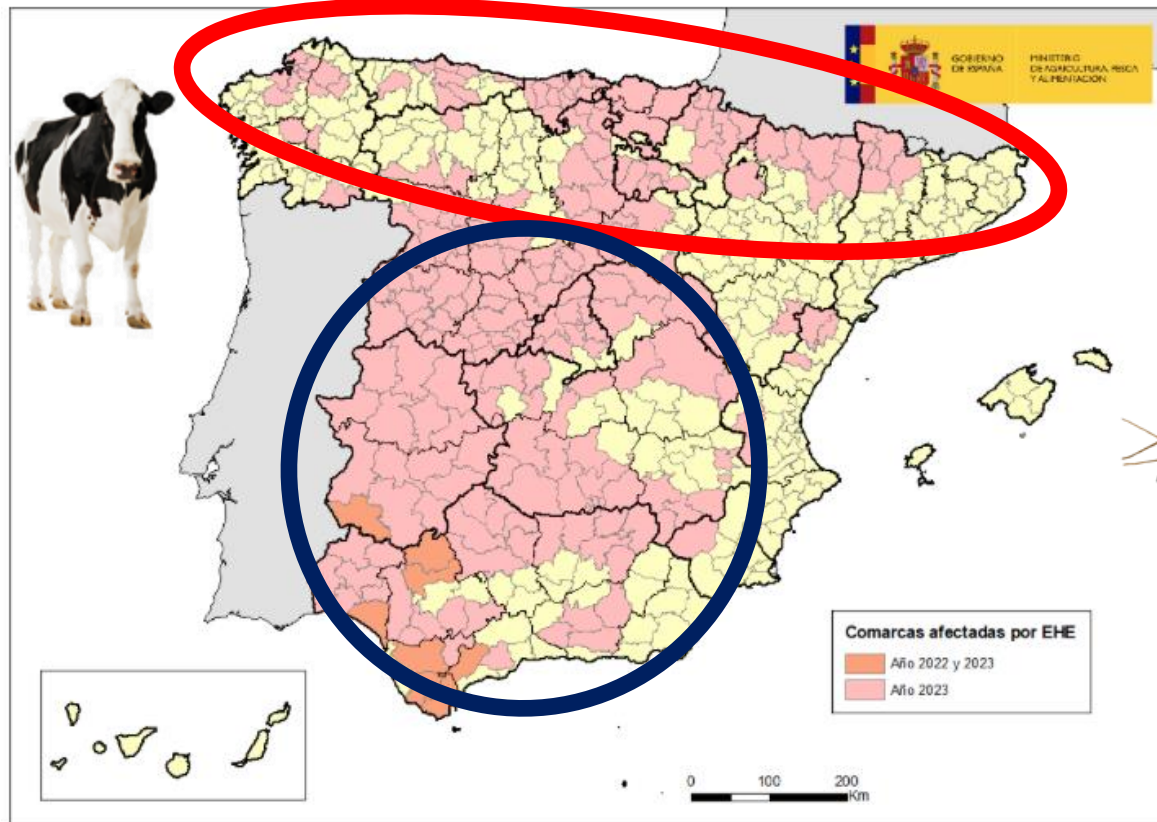 GOBIERNO
DE ESPAÑA
MINISTERIO
DE AGRICULTURA, PESCA
Y ALIMENTACIÓN
Comarcas afectadas por EHE
Año 2022 y 2023
Año 2023
0 100 200
Km